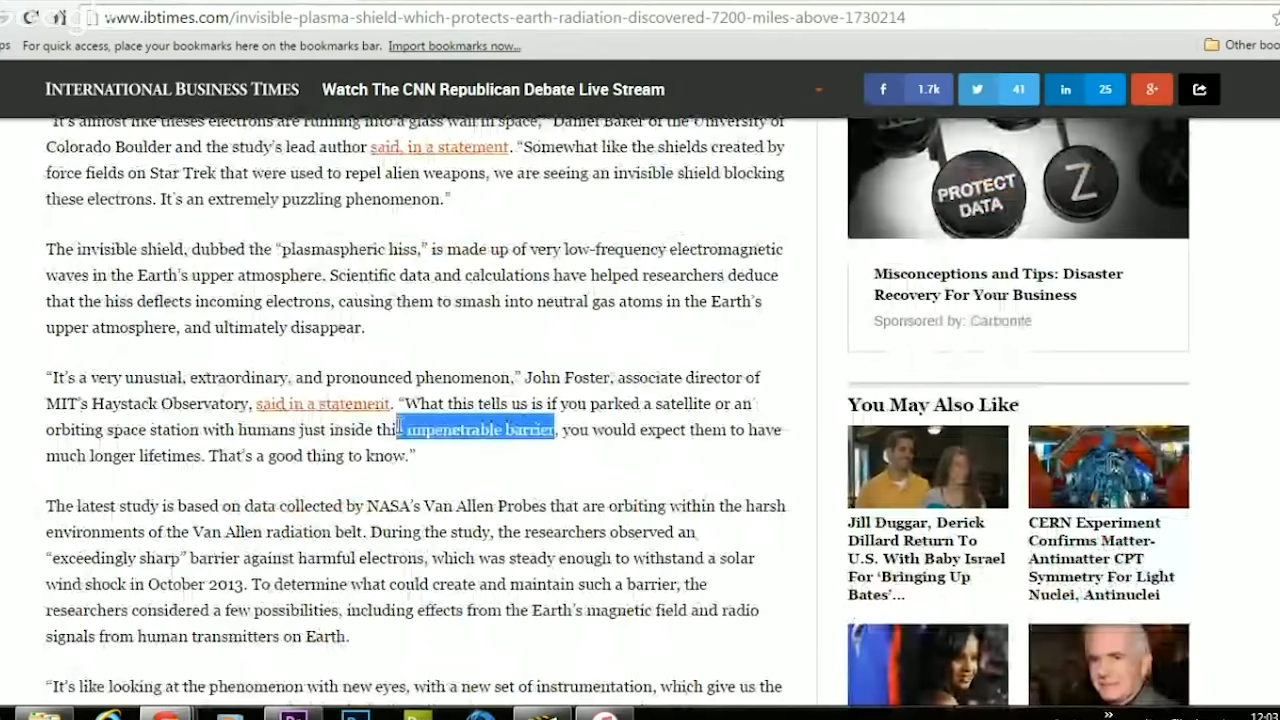 www.ibtimes.com/invisible-plasma-shield-which-protects-earth-radiation-discovered-7200-miles-above-1730214
For quick access, place your bookmarks here on the bookmarks bar. Import bookmarks now...
Other boo
INTERNATIONAL BUSINESS TIMES
Watch The CNN Republican Debate Live Stream
1.7k
41
25
"It's almost like theses electrons are running into a glass wall in space," Daniel Baker of the University of
Colorado Boulder and the study's lead author said, in a statement. "Somewhat like the shields created by
force fields on Star Trek that were used to repel alien weapons, we are seeing an invisible shield blocking
these electrons. It's an extremely puzzling phenomenon."
The invisible shield, dubbed the "plasmaspheric hiss," is made up of very low-frequency electromagnetic
waves in the Earth's upper atmosphere. Scientific data and calculations have helped researchers deduce
that the hiss deflects incoming electrons, causing them to smash into neutral gas atoms in the Earth's
upper atmosphere, and ultimately disappear.
"It's a very unusual, extraordinary, and pronounced phenomenon," John Foster, associate director of
MIT's Haystack Observatory, said in a statement. "What this tells us is if you parked a satellite or an
orbiting space station with humans just inside thi impenetrable barrier, you would expect them to have
much longer lifetimes. That's a good thing to know."
The latest study is based on data collected by NASA's Van Allen Probes that are orbiting within the harsh
environments of the Van Allen radiation belt. During the study, the researchers observed an
"exceedingly sharp" barrier against harmful electrons, which was steady enough to withstand a solar
wind shock in October 2013. To determine what could create and maintain such a barrier, the
researchers considered a few possibilities, including effects from the Earth's magnetic field and radio
signals from human transmitters on Earth.
"It's like looking at the phenomenon with new eyes, with a new set of instrumentation, which give us the
PROTECT
DATA
Z
Misconceptions and Tips: Disaster
Recovery For Your Business
Sponsored by: Carbonite
You May Also Like
Jill Duggar, Derick
Dillard Return To
U.S. With Baby Israel
For 'Bringing Up
Bates'...
CERN Experiment
Confirms Matter-
Antimatter CPT
Symmetry For Light
Nuclei, Antinuclei